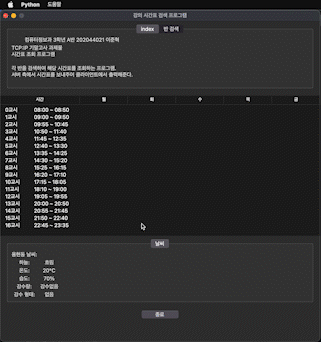 Python 도움말
강의 시간표 검색 프로그램
Index 반 검색
컴퓨터정보과 3학년 A반 202044021 이준혁
TCP/IP 기말고사 과제물
시간표 조회 프로그램
각 반을 검색하여 해당 시간표를 조회하는 프로그램.
서버 측에서 시간표를 보내주어 클라이언트에서 출력해준다.
시간 월 화 수 목 금
0교시 08:00 ~ 08:50
1교시 09:00 ~ 09:50
2교시 09:55 ~ 10:45
3교시 10:50 ~ 11:40
4교시 11:45 ~ 12:35
5교시 12:40 ~ 13:30
6교시 13:35 ~ 14:25
7교시 14:30 ~ 15:20
8교시 15:25 ~ 16:15
9교시 16:20 ~ 17:10
10교시 17:15 ~ 18:05
11교시 18:10 ~ 19:00
12교시 19:05 ~ 19:55
13교시 20:00 ~ 20:50
14교시 20:55 ~ 21:45
15교시 21:50 ~ 22:40
16교시 22:45 ~ 23:35
날씨
용현동 날씨:
하늘: 흐림
온도: 20°C
습도: 70%
강수량: 강수없음
강수 형태: 없음
종료